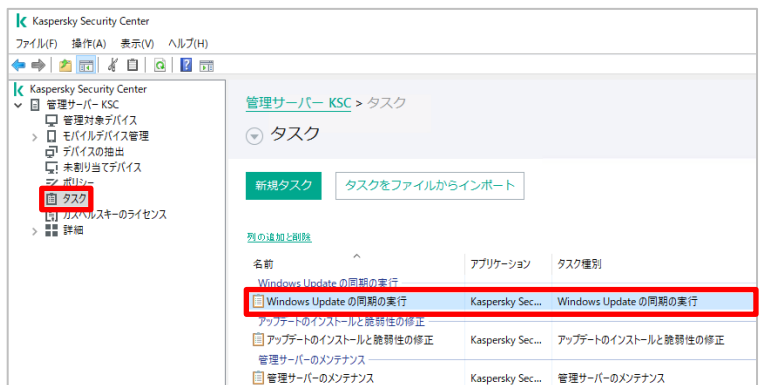 Kaspersky Security Center
ファイル(F) 操作(A) 表示(V) ヘルプ(H)
Kaspersky Security Center
管理サーバー KSC
管理対象デバイス
モバイルデバイス管理
デバイスの抽出
未割り当てデバイス
ポリシー
タスク
カスペルスキーのライセンス
詳細
管理サーバー KSC > タスク
タスク
新規タスク タスクをファイルからインポート
列の追加と削除
名前 アプリケーション タスク種別
Windows Update の同期の実行
Windows Update の同期の実行 Kaspersky Sec... Windows Update の同期の実行
アップデートのインストールと脆弱性の修正
アップデートのインストールと脆弱性の修正 Kaspersky Sec... アップデートのインストールと脆弱性の修正
管理サーバーのメンテナンス
管理サーバーのメンテナンス Kaspersky Sec... 管理サーバーのメンテナンス